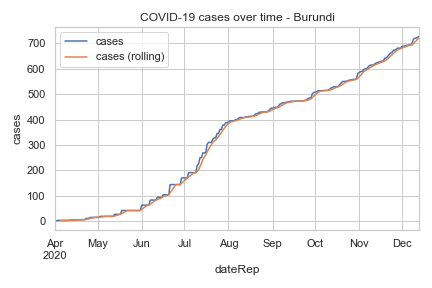 COVID-19 cases over time - Burundi
cases
cases (rolling)
700
600
500
400
300
200
100
0
cases
Apr May Jun Jul Aug Sep Oct Nov Dec
2020
dateRep